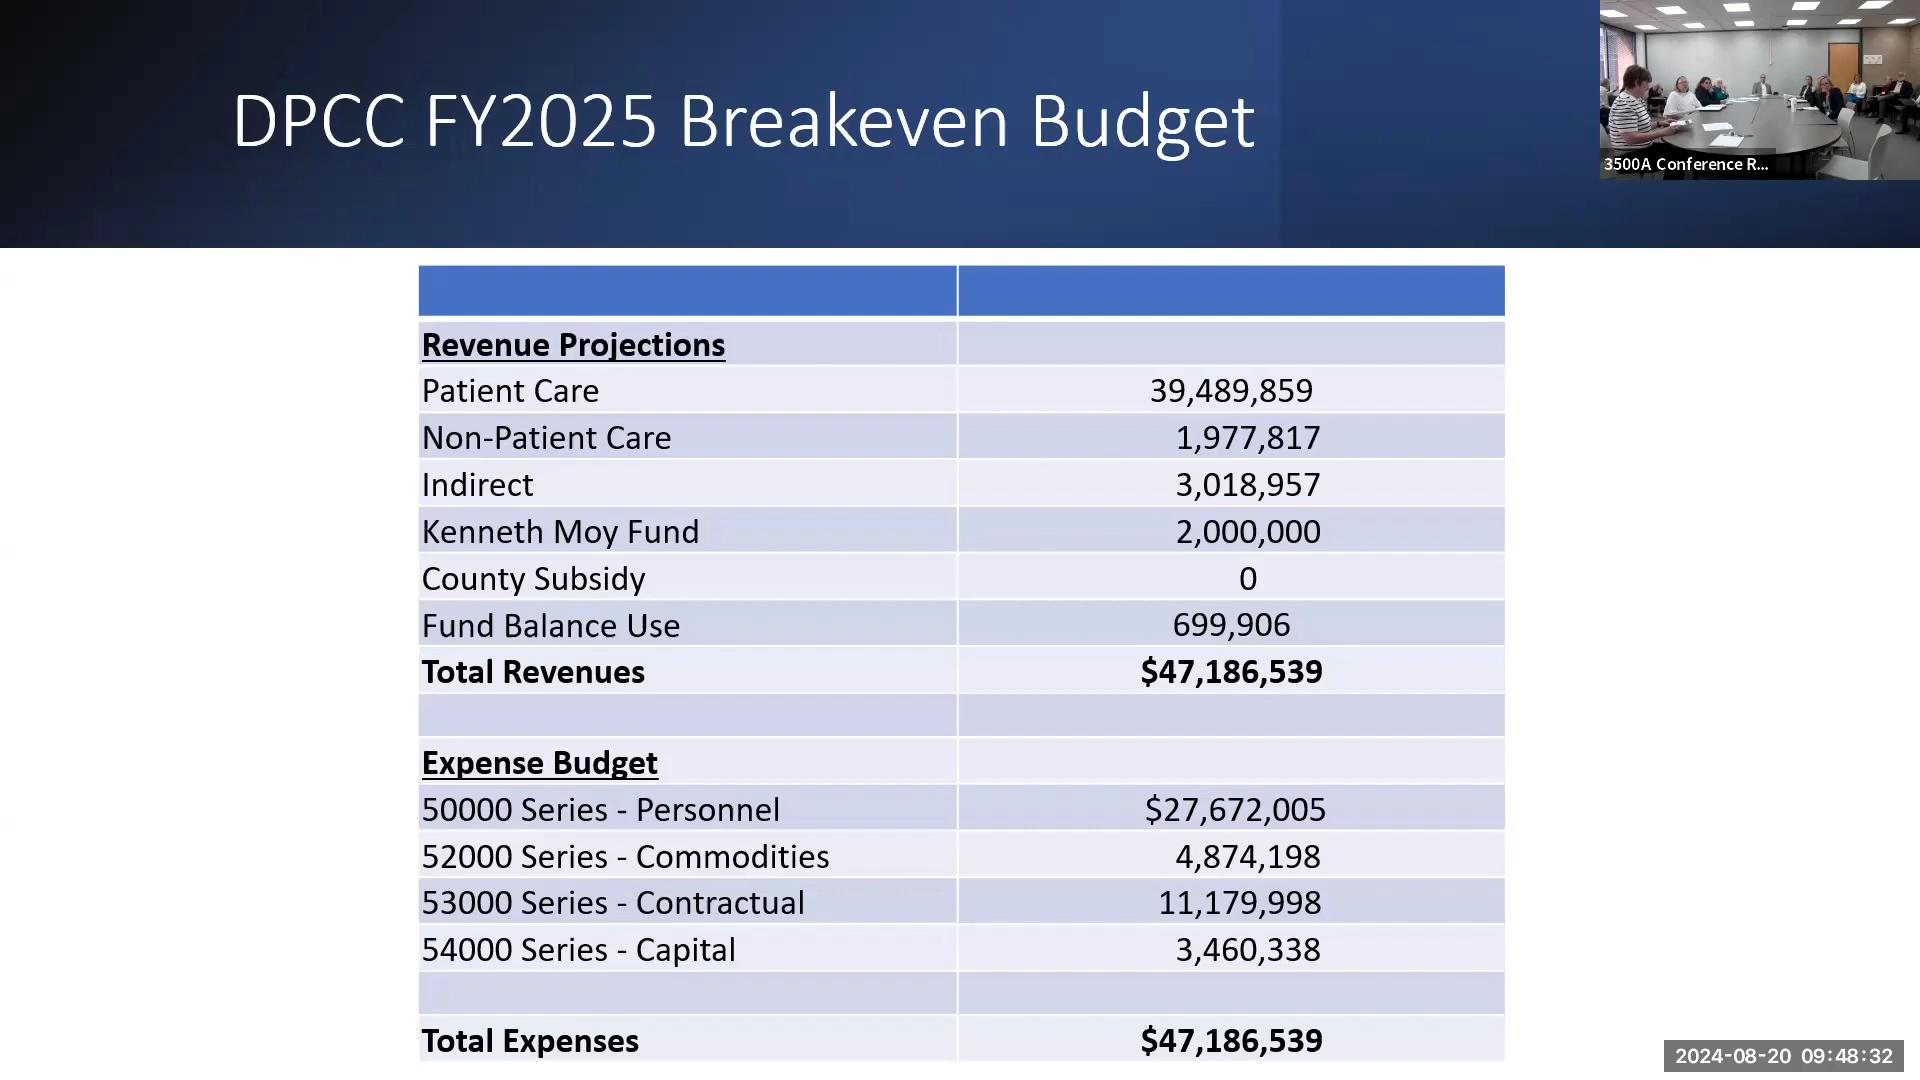 DPCC FY2025 Breakeven Budget
3500A Conference R...
Revenue Projections
Patient Care 39,489,859
Non-Patient Care 1,977,817
Indirect 3,018,957
Kenneth Moy Fund 2,000,000
County Subsidy 0
Fund Balance Use 699,906
Total Revenues $47,186,539
Expense Budget
50000 Series - Personnel $27,672,005
52000 Series - Commodities 4,874,198
53000 Series - Contractual 11,179,998
54000 Series - Capital 3,460,338
Total Expenses $47,186,539
2024-08-20 09:48:32